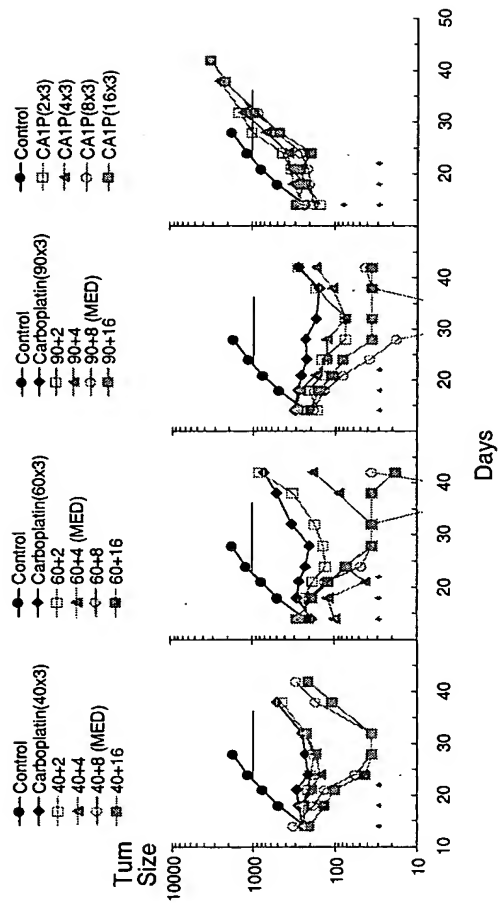 Control
Carboplatin(40x3)
40+2
40+4
40+8 (MED)
40+16
Control
Carboplatin(60x3)
60+2
60+4 (MED)
60+8
60+16
Control
Carboplatin(90x3)
90+2
90+4
90+8 (MED)
90+16
Control
CA1P(2x3)
CA1P(4x3)
CA1P(8x3)
CA1P(16x3)
Tum
Size
10000
1000
100
10
10 20 30 40
20 30 40
20 30 40
20 30 40 50
Days